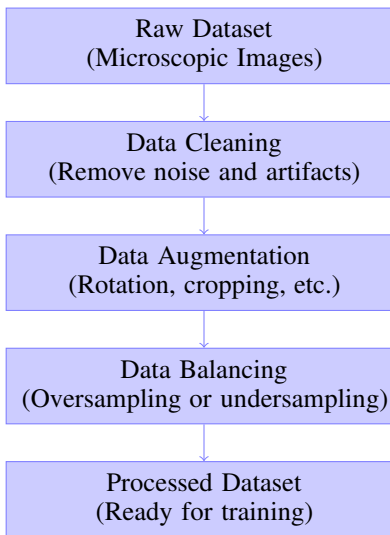 Raw Dataset
(Microscopic Images)
Data Cleaning
(Remove noise and artifacts)
Data Augmentation
(Rotation, cropping, etc.)
Data Balancing
(Oversampling or undersampling)
Processed Dataset
(Ready for training)